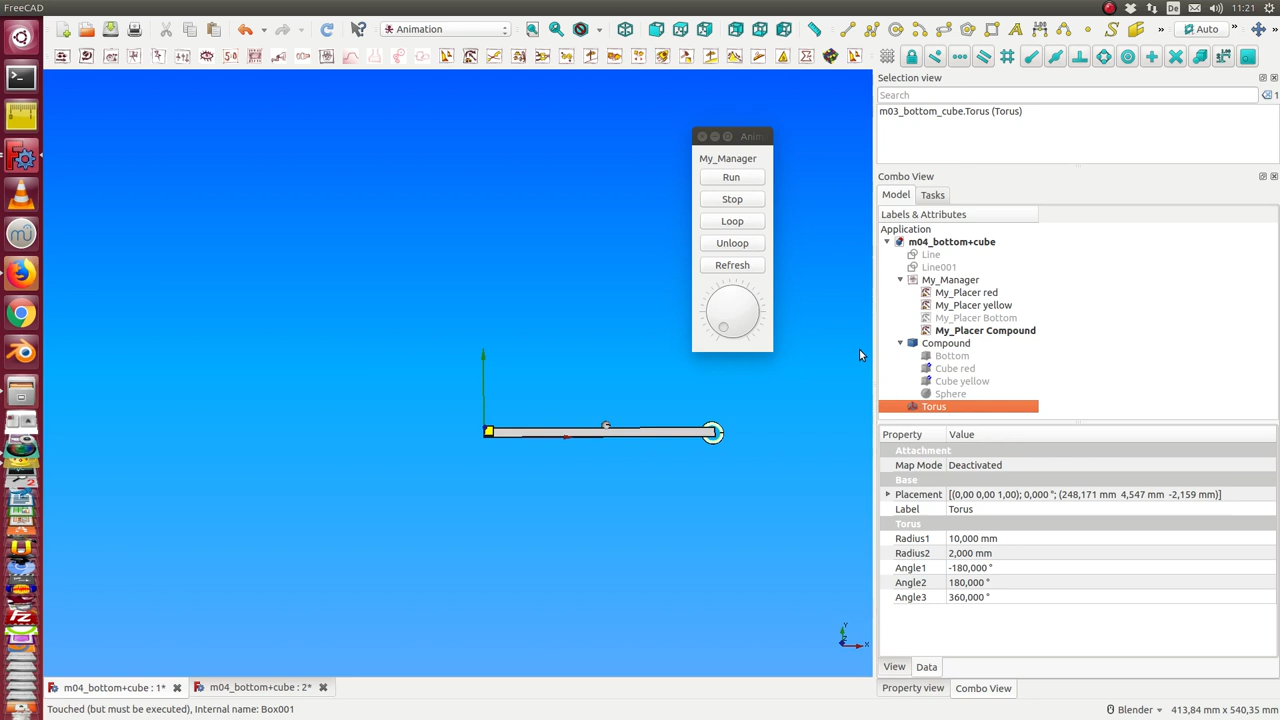 FreeCAD
De
11:21
Animation
Auto
Selection view
Search
1
m03_bottom_cube.Torus (Torus)
Anim
My_Manager
Run
Stop
Loop
Unloop
Refresh
Combo View
Model
Tasks
Labels & Attributes
Application
m04_bottom+cube
Line
Line001
My_Manager
My_Placer red
My_Placer yellow
My_Placer Bottom
My_Placer Compound
Compound
Bottom
Cube red
Cube yellow
Sphere
Torus
Property Value
Attachment
Map Mode Deactivated
Base
Placement [(0,00 0,00 1,00); 0,000 °; (248,171 mm 4,547 mm -2,159 mm)]
Label Torus
Torus
Radius1 10,000 mm
Radius2 2,000 mm
Angle1 -180,000 °
Angle2 180,000 °
Angle3 360,000 °
Y
Z
X
View
Data
m04_bottom+cube : 1*
m04_bottom+cube : 2*
Property view
Combo View
Touched (but must be executed), Internal name: Box001
Blender
413,84 mm x 540,35 mm